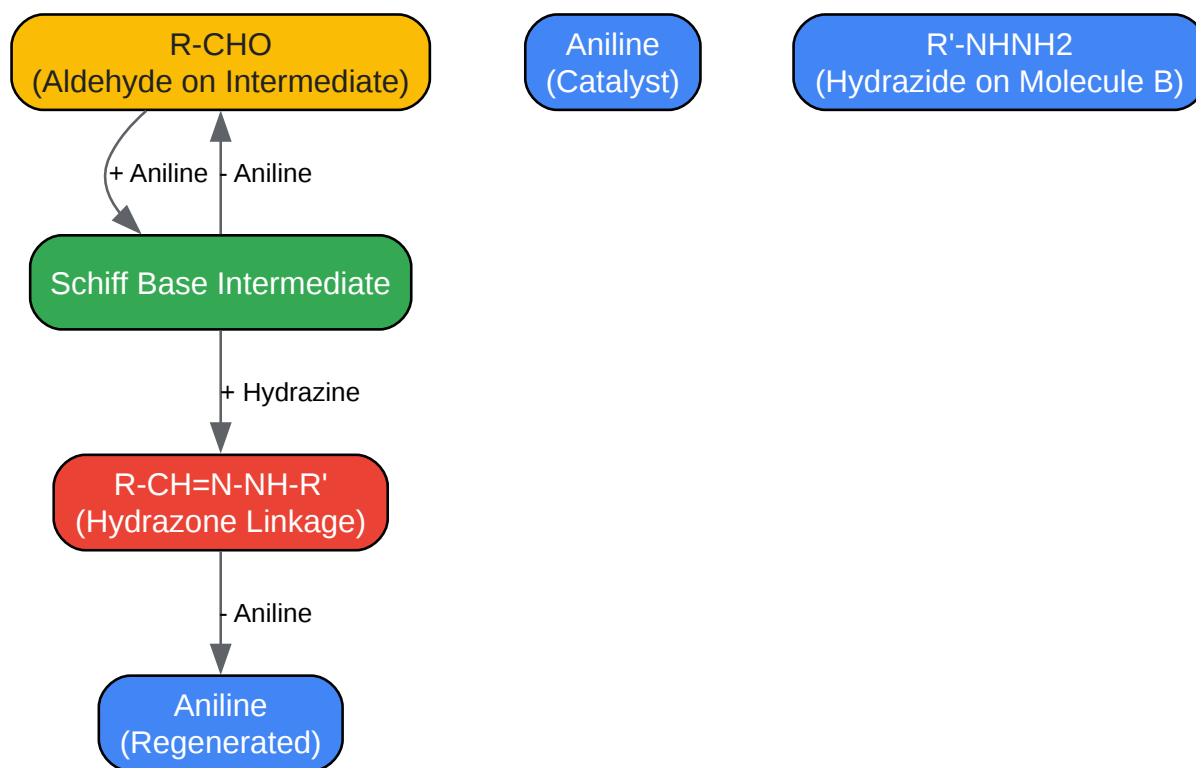 R-CHO
(Aldehyde on Intermediate)
Aniline
(Catalyst)
R'-NHNH2
(Hydrazide on Molecule B)
+ Aniline
- Aniline
Schiff Base Intermediate
+ Hydrazine
R-CH=N-NH-R'
(Hydrazone Linkage)
- Aniline
Aniline
(Regenerated)